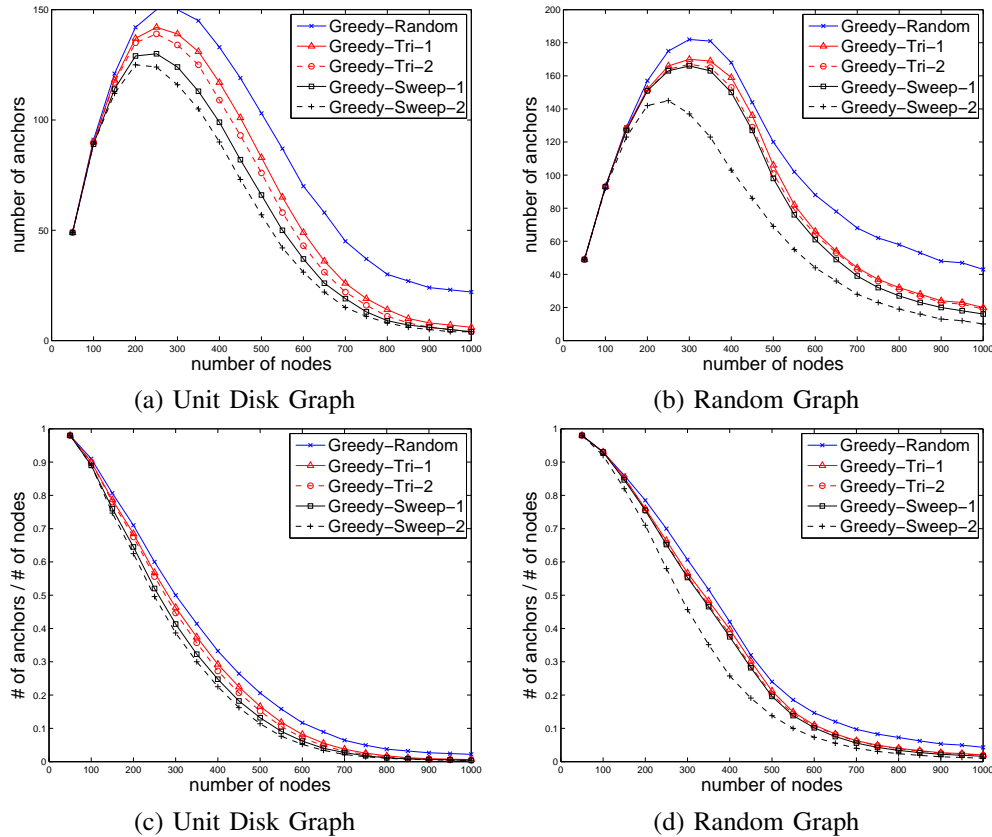 150
100
50
0
number of anchors
0 100 200 300 400 500 600 700 800 900 1000
number of nodes
Greedy−Random
Greedy−Tri−1
Greedy−Tri−2
Greedy−Sweep−1
Greedy−Sweep−2
(a) Unit Disk Graph
200
180
160
140
120
100
80
60
40
20
0
number of anchors
0 100 200 300 400 500 600 700 800 900 1000
number of nodes
Greedy−Random
Greedy−Tri−1
Greedy−Tri−2
Greedy−Sweep−1
Greedy−Sweep−2
(b) Random Graph
1
0.9
0.8
0.7
0.6
0.5
0.4
0.3
0.2
0.1
0
# of anchors / # of nodes
0 100 200 300 400 500 600 700 800 900 1000
number of nodes
Greedy−Random
Greedy−Tri−1
Greedy−Tri−2
Greedy−Sweep−1
Greedy−Sweep−2
(c) Unit Disk Graph
1
0.9
0.8
0.7
0.6
0.5
0.4
0.3
0.2
0.1
0
# of anchors / # of nodes
0 100 200 300 400 500 600 700 800 900 1000
number of nodes
Greedy−Random
Greedy−Tri−1
Greedy−Tri−2
Greedy−Sweep−1
Greedy−Sweep−2
(d) Random Graph